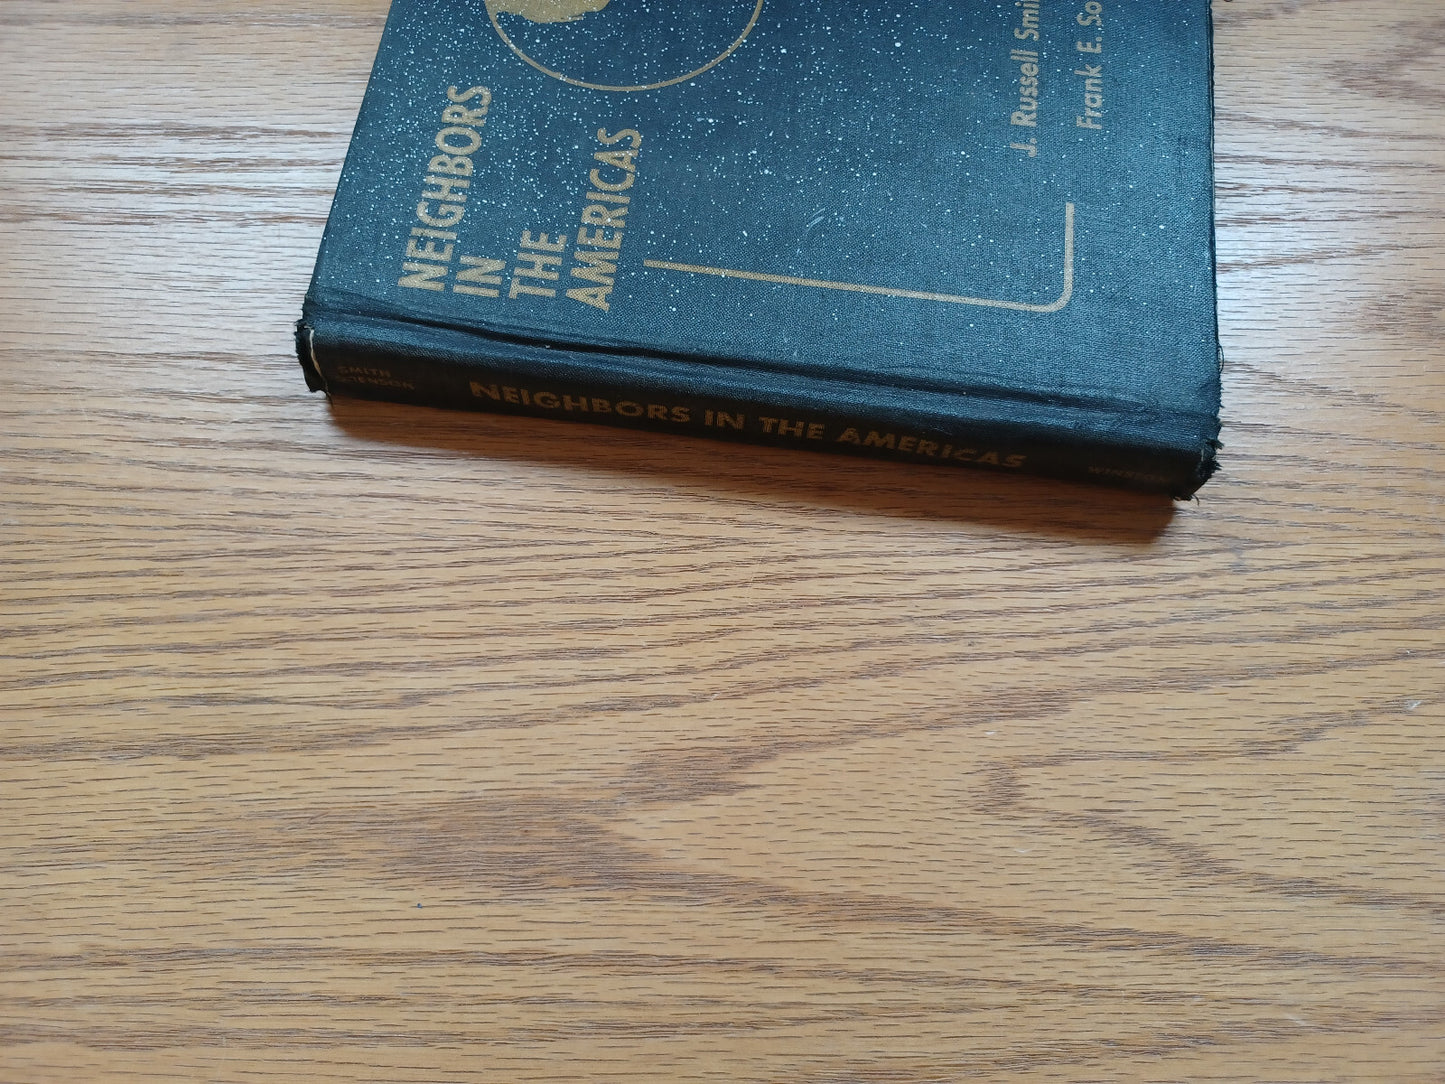 NEIGHBORS
IN
THE
AMERICAS
J. Russell Smi
Frank E. So
SMITH
SORENSON
NEIGHBORS IN THE AMERICAS
WINSTON